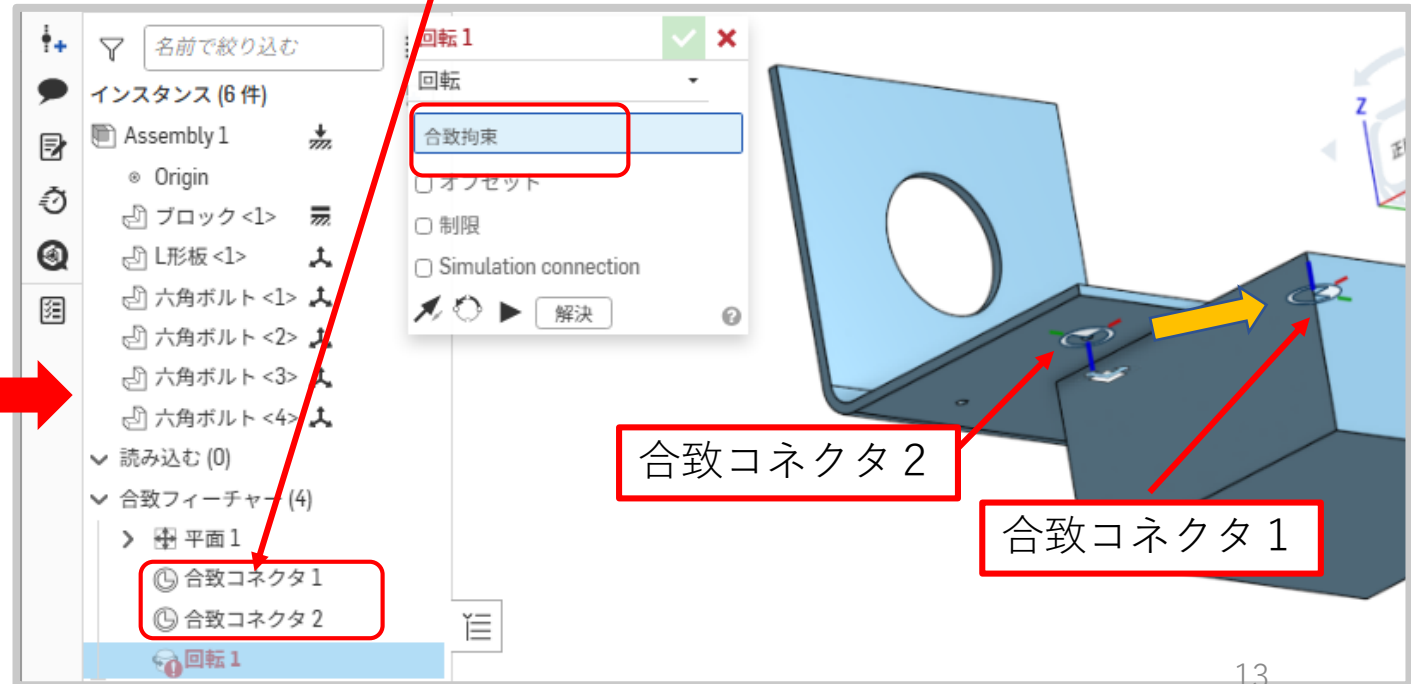 名前で絞り込む
インスタンス (6 件)
Assembly 1
Origin
ブロック <1>
L形板 <1>
六角ボルト <1>
六角ボルト <2>
六角ボルト <3>
六角ボルト <4>
読み込む (0)
合致フィーチャー (4)
平面 1
合致コネクタ 1
合致コネクタ 2
回転 1
回転 1
回転
合致拘束
オフセット
制限
Simulation connection
解決
Z
合致コネクタ２
合致コネクタ１
13